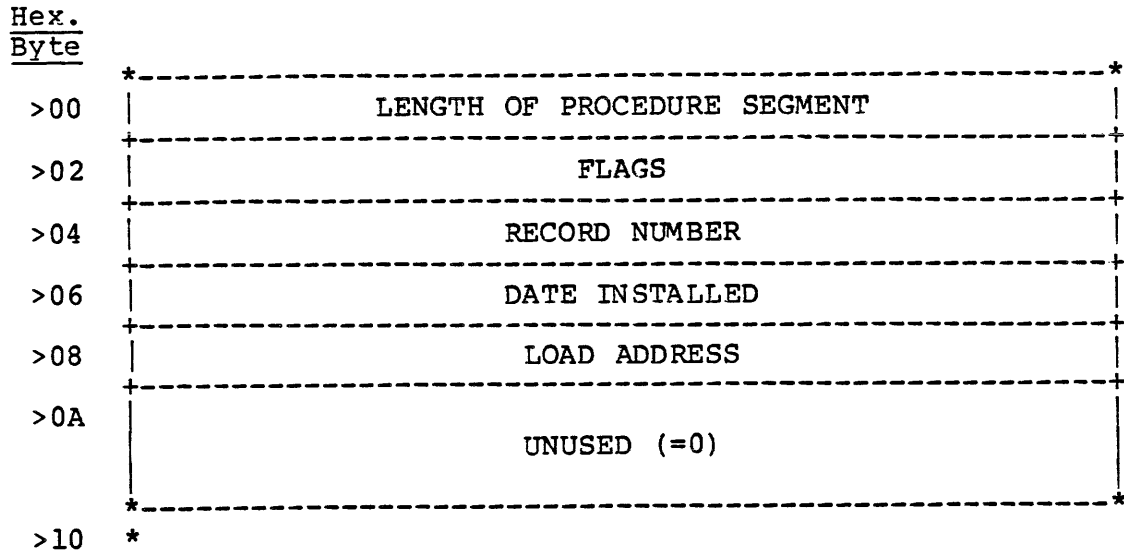 Hex.
Byte
*----------------------------------------------------------*
>00 | LENGTH OF PROCEDURE SEGMENT |
+----------------------------------------------------------+
>02 | FLAGS |
+----------------------------------------------------------+
>04 | RECORD NUMBER |
+----------------------------------------------------------+
>06 | DATE INSTALLED |
+----------------------------------------------------------+
>08 | LOAD ADDRESS |
+----------------------------------------------------------+
>0A | |
| UNUSED (=0) |
*----------------------------------------------------------*
>10 *